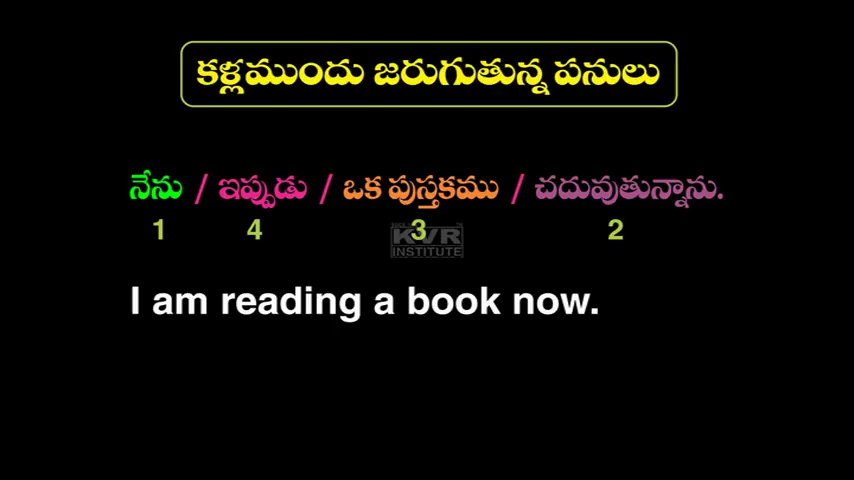 కళ్లముందు జరుగుతున్న పనులు
నేను / ఇప్పుడు / ఒక పుస్తకము / చదువుతున్నాను.
1 4 3 2
KVR
INSTITUTE
I am reading a book now.